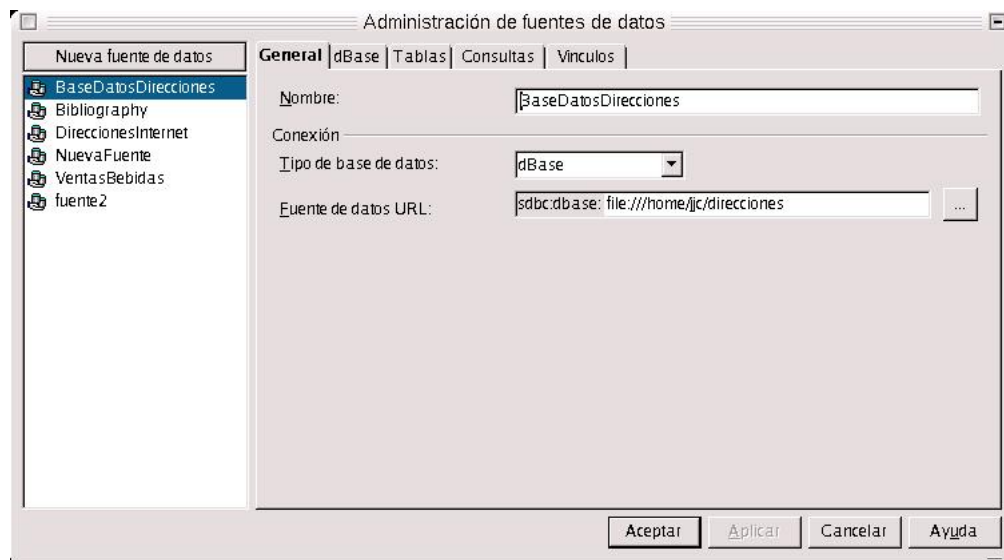 Administración de fuentes de datos
Nueva fuente de datos
BaseDatosDirecciones
Bibliography
DireccionesInternet
NuevaFuente
VentasBebidas
fuente2
General dBase Tablas Consultas Vinculos
Nombre: BaseDatosDirecciones
Conexión
Tipo de base de datos: dBase
Fuente de datos URL: sdbc:dbase: file:///home/jjc/direcciones ...
Aceptar Aplicar Cancelar Ayuda